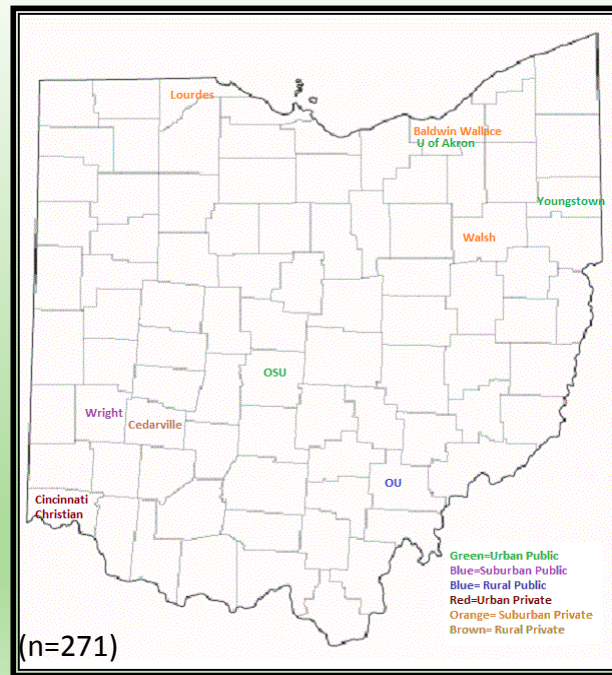 Lourdes
Baldwin Wallace
U of Akron
Youngstown
Walsh
OSU
Wright
Cedarville
OU
Cincinnati
Christian
Green=Urban Public
Blue=Suburban Public
Blue= Rural Public
Red=Urban Private
Orange= Suburban Private
Brown= Rural Private
(n=271)